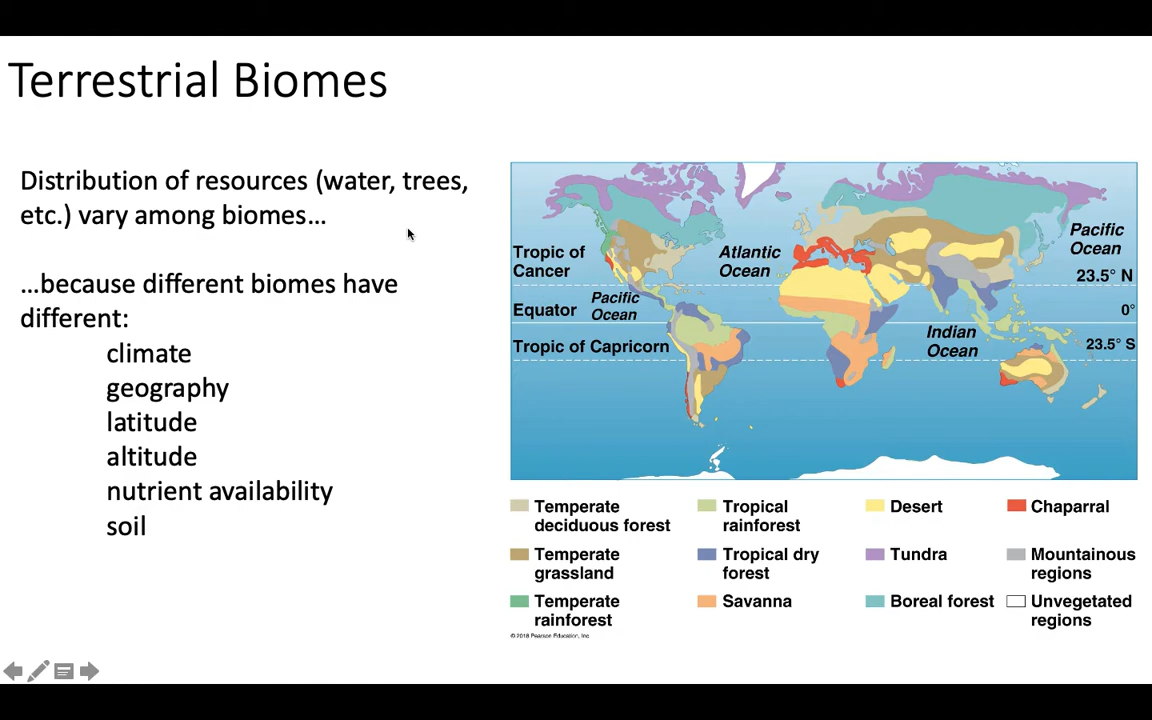 Terrestrial Biomes
Distribution of resources (water, trees,
etc.) vary among biomes…
…because different biomes have
different:
climate
geography
latitude
altitude
nutrient availability
soil
Pacific
Ocean
Atlantic
Ocean
Tropic of
Cancer
23.5° N
Pacific
Ocean
Equator
0°
Indian
Ocean
Tropic of Capricorn
23.5° S
Temperate
deciduous forest
Tropical
rainforest
Desert
Chaparral
Temperate
grassland
Tropical dry
forest
Tundra
Mountainous
regions
Temperate
rainforest
Savanna
Boreal forest
Unvegetated
regions
© 2018 Pearson Education, Inc.